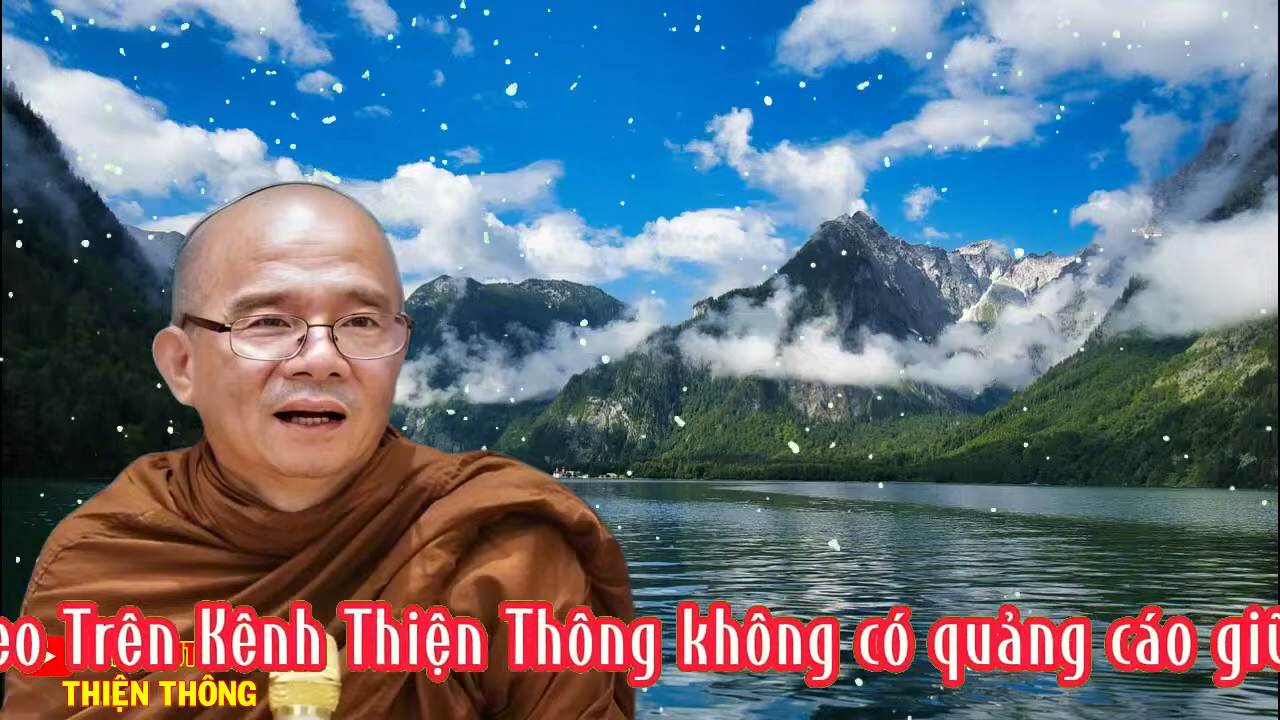 eo Trên Kênh Thiện Thông không có quảng cáo giữ
THIỆN THÔNG